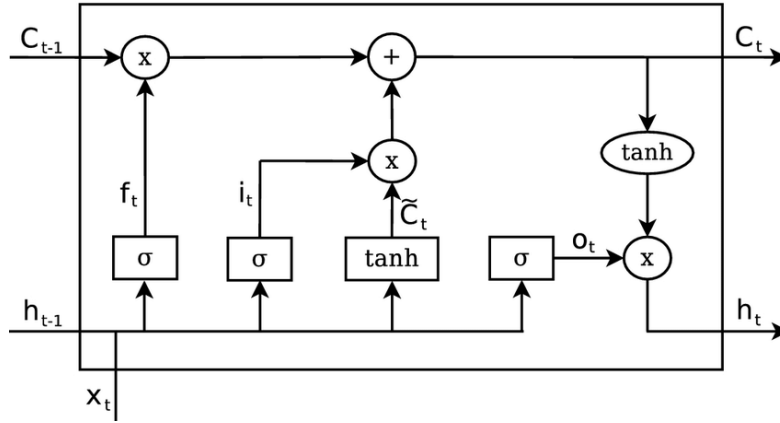 C_{t-1} x + C_t
tanh
x
f_t i_t C̃_t
σ σ tanh σ o_t x
h_{t-1} h_t
x_t